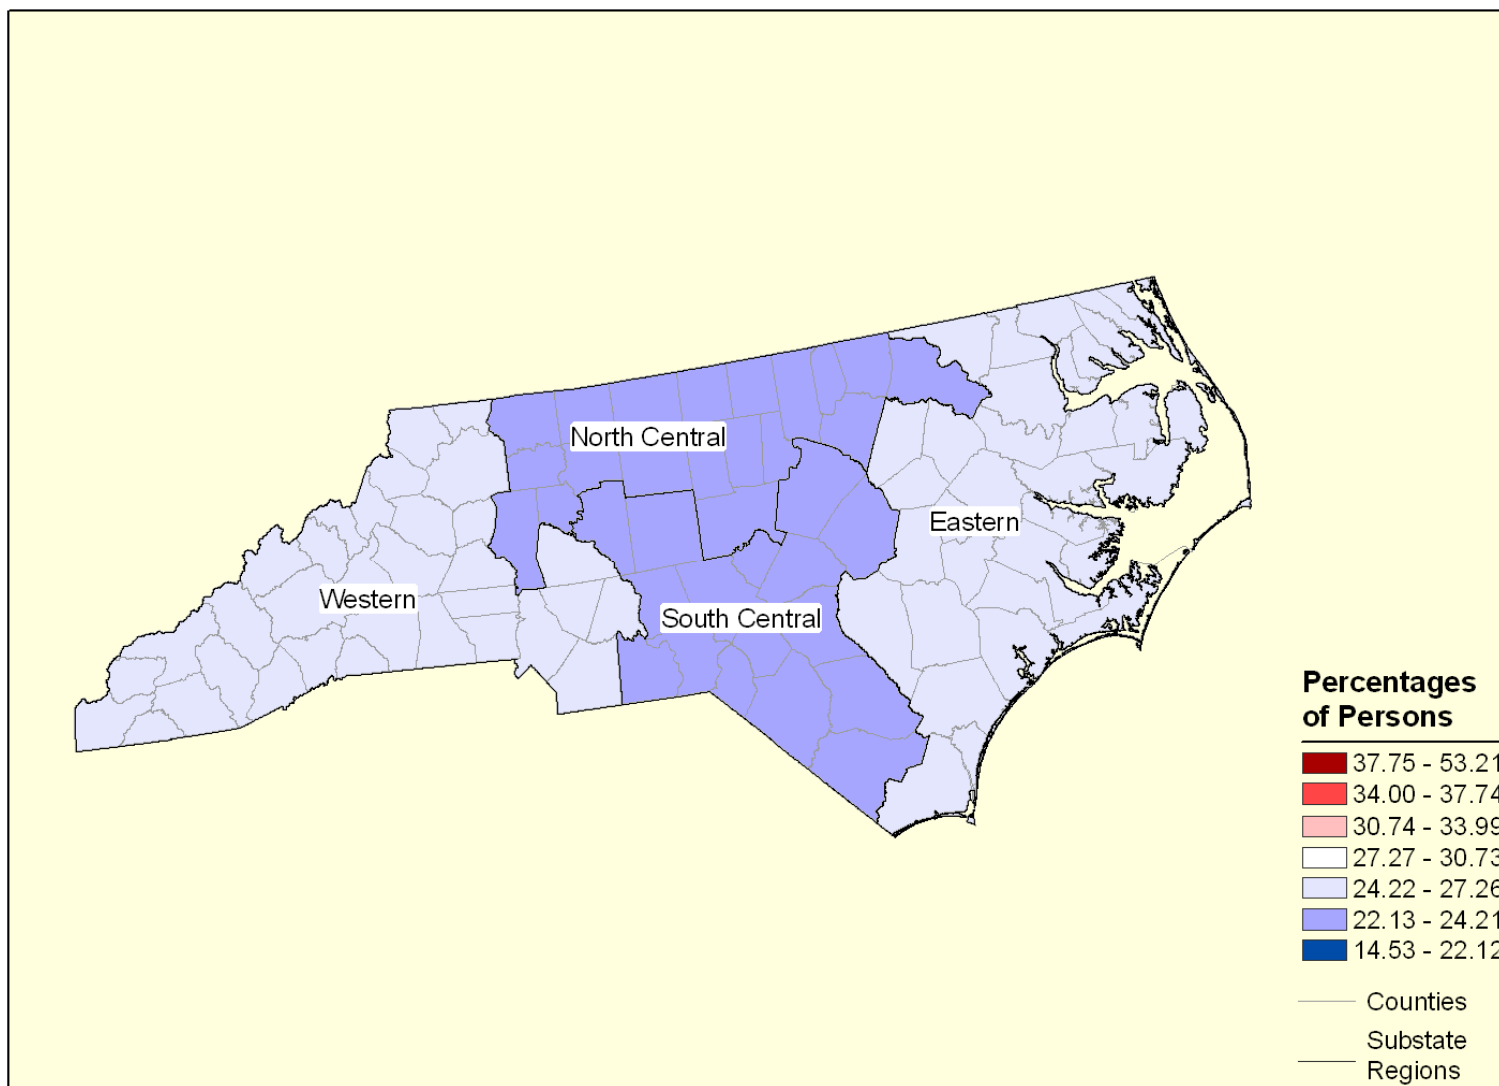 North Central
Eastern
Western
South Central
Percentages
of Persons
37.75 - 53.21
34.00 - 37.74
30.74 - 33.99
27.27 - 30.73
24.22 - 27.26
22.13 - 24.21
14.53 - 22.12
Counties
Substate
Regions